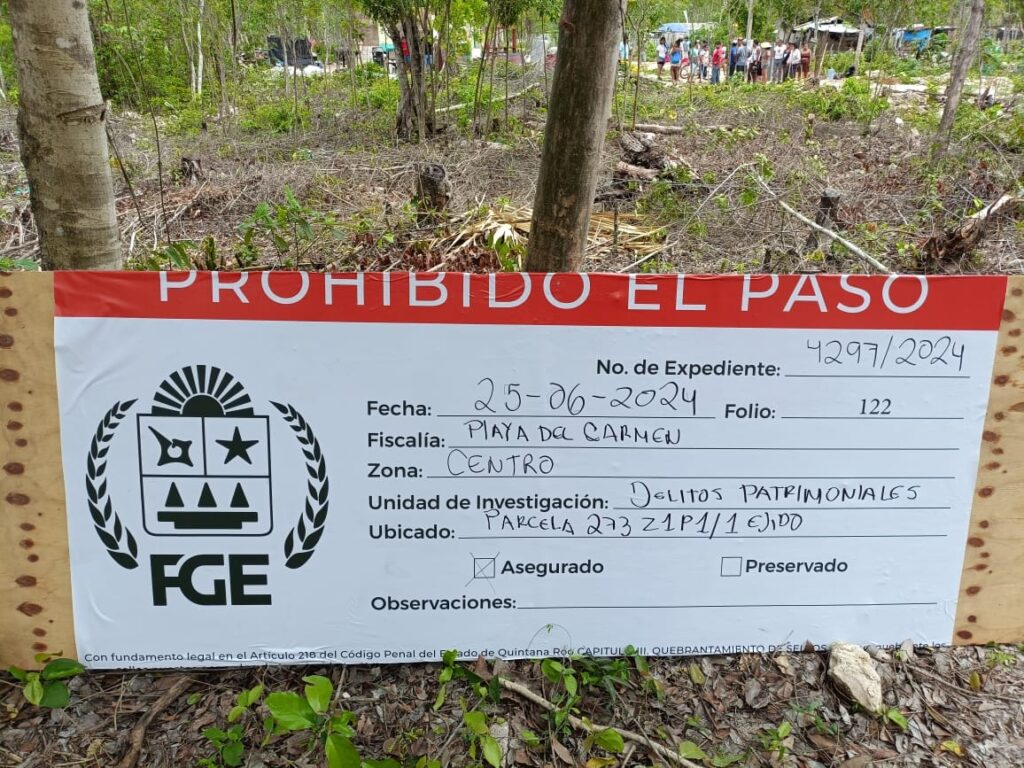 PROHIBIDO EL PASO
No. de Expediente: 4297/2024
Fecha: 25-06-2024 Folio: 122
Fiscalía: PLAYA DEL CARMEN
Zona: CENTRO
Unidad de Investigación: DELITOS PATRIMONIALES
Ubicado: PARCELA 273 Z1P1/1 EJIDO
Asegurado Preservado
Observaciones:
FGE
Con fundamento legal en el Artículo 218 del Código Penal del Estado de Quintana Roo CAPITULO III, QUEBRANTAMIENTO DE